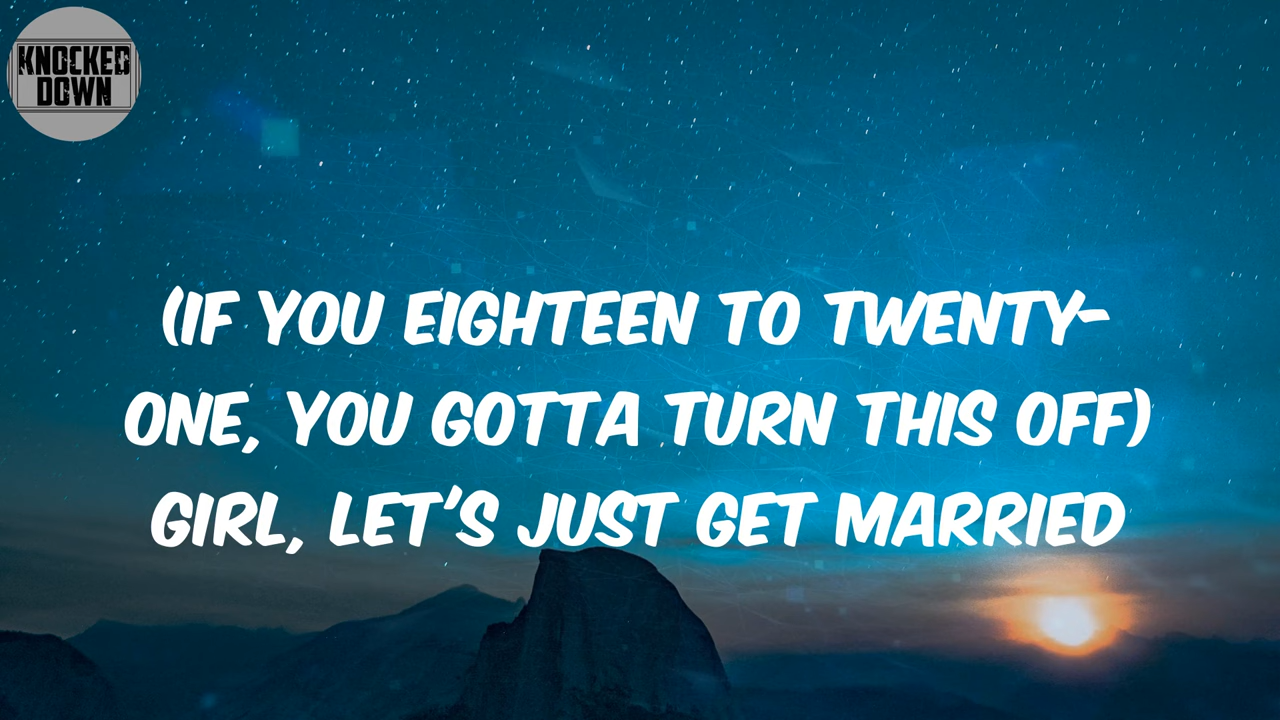 KNOCKED
DOWN
(IF YOU EIGHTEEN TO TWENTY-
ONE, YOU GOTTA TURN THIS OFF)
GIRL, LET'S JUST GET MARRIED